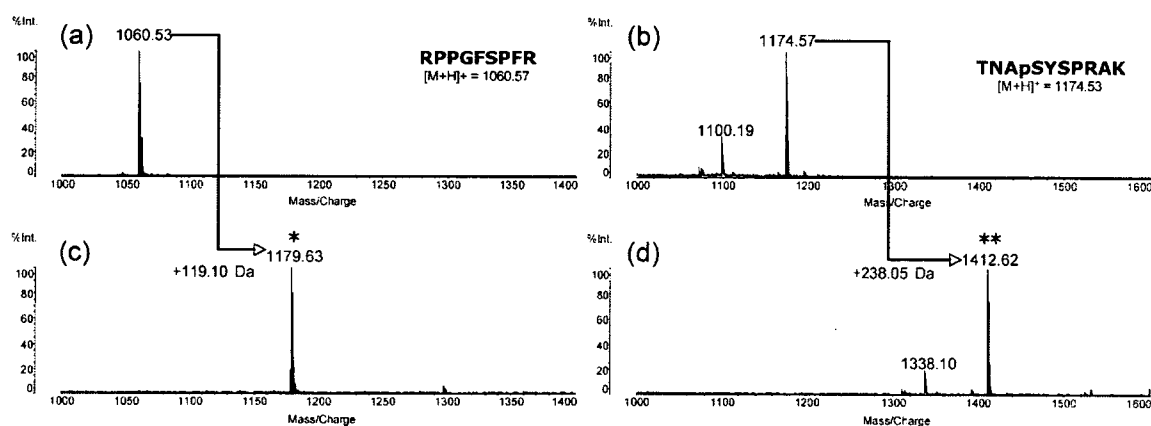 %Int.
(a)
1060.53
RPPGFSPFR
[M+H]+ = 1060.57
100
80
60
40
20
0
1000 1050 1100 1150 1200 1250 1300 1350 1400
Mass/Charge
%Int.
(b)
1174.57
TNApSYSPRAK
[M+H]+ = 1174.53
1100.19
100
80
60
40
20
0
1000 1100 1200 1300 1400 1500 1600
Mass/Charge
%Int.
(c)
*
1179.63
+119.10 Da
100
80
60
40
20
0
1000 1050 1100 1150 1200 1250 1300 1350 1400
Mass/Charge
%Int.
(d)
**
1412.62
+238.05 Da
1338.10
100
80
60
40
20
0
1000 1100 1200 1300 1400 1500 1600
Mass/Charge